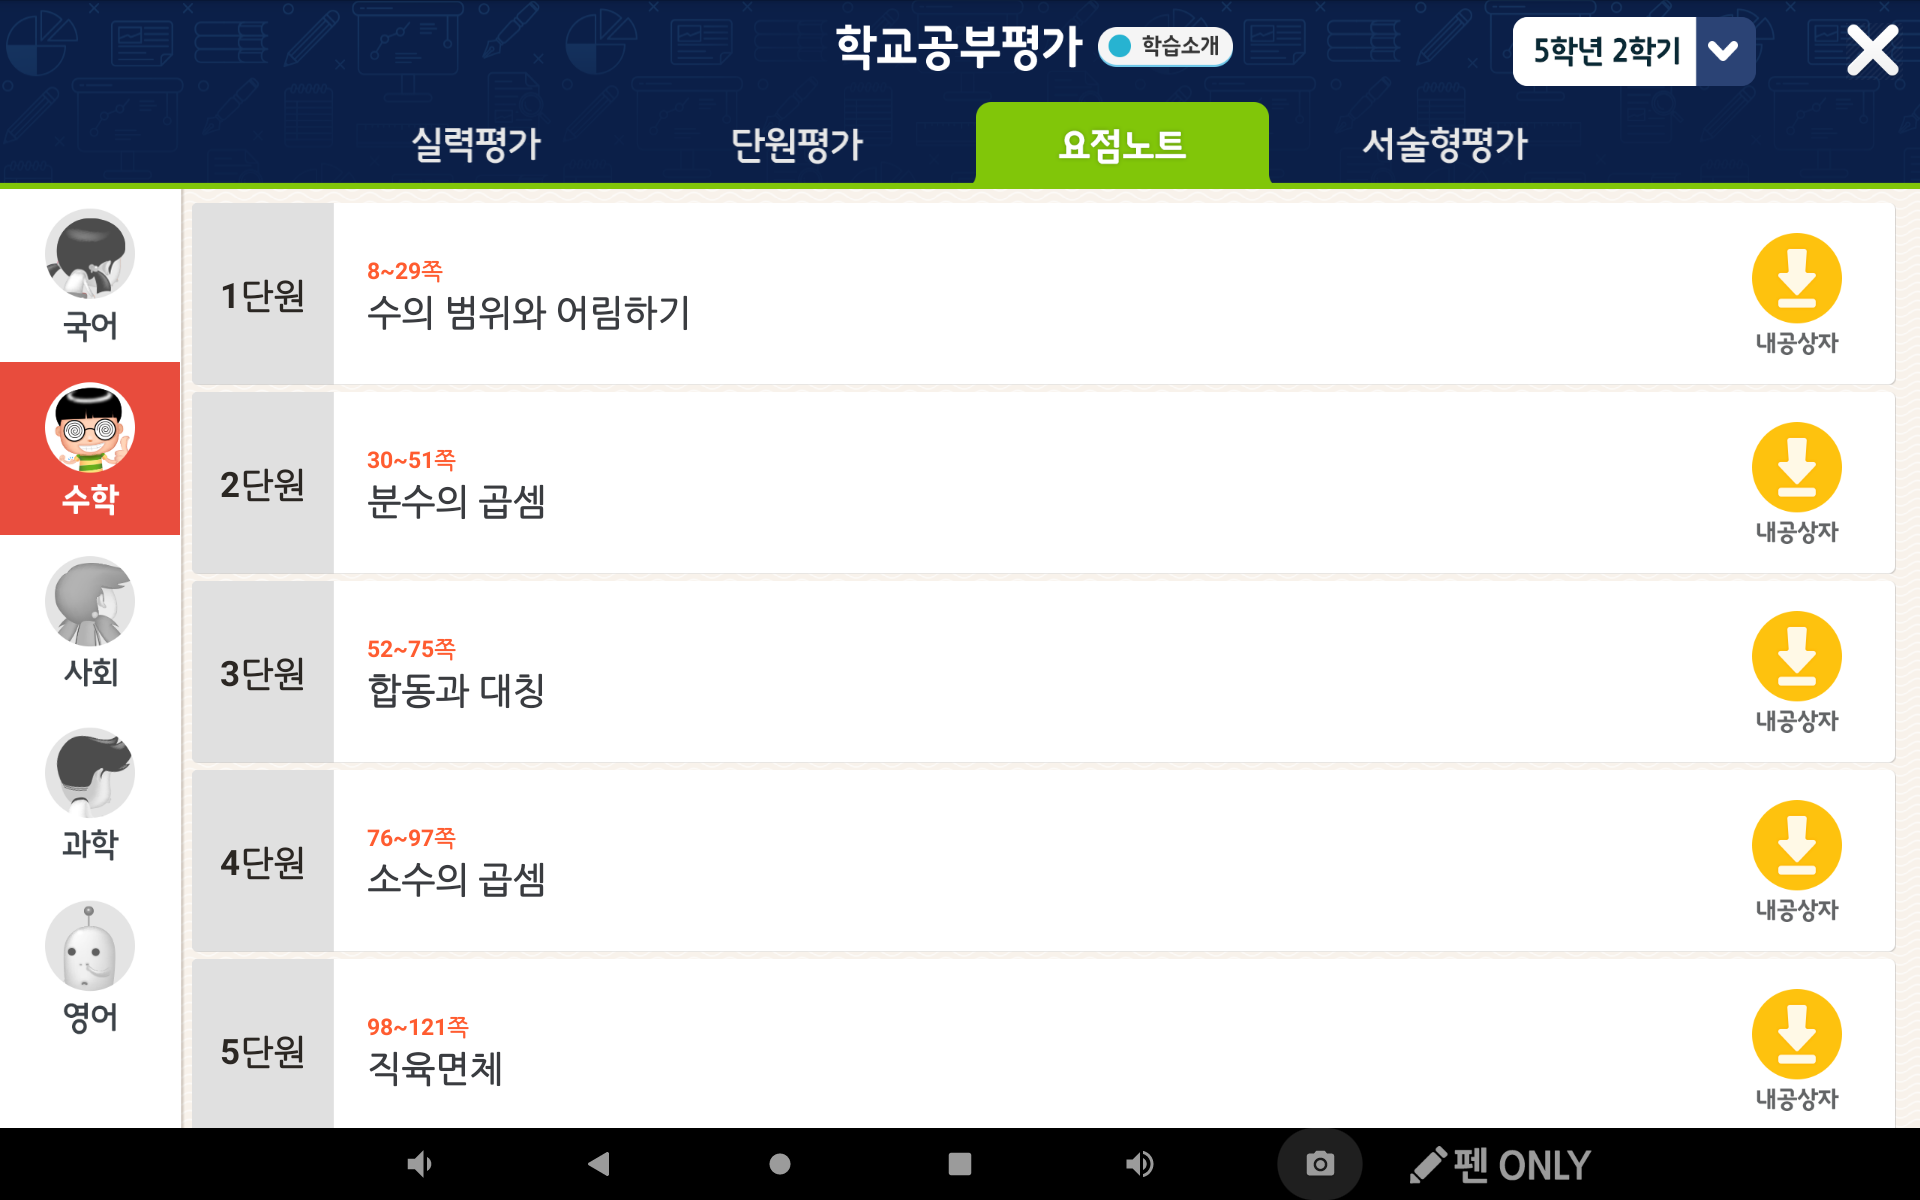 학교공부평가
학습소개
5학년 2학기
실력평가
단원평가
요점노트
서술형평가
국어
수학
사회
과학
영어
1단원
8~29쪽
수의 범위와 어림하기
내공상자
2단원
30~51쪽
분수의 곱셈
내공상자
3단원
52~75쪽
합동과 대칭
내공상자
4단원
76~97쪽
소수의 곱셈
내공상자
5단원
98~121쪽
직육면체
내공상자
펜 ONLY